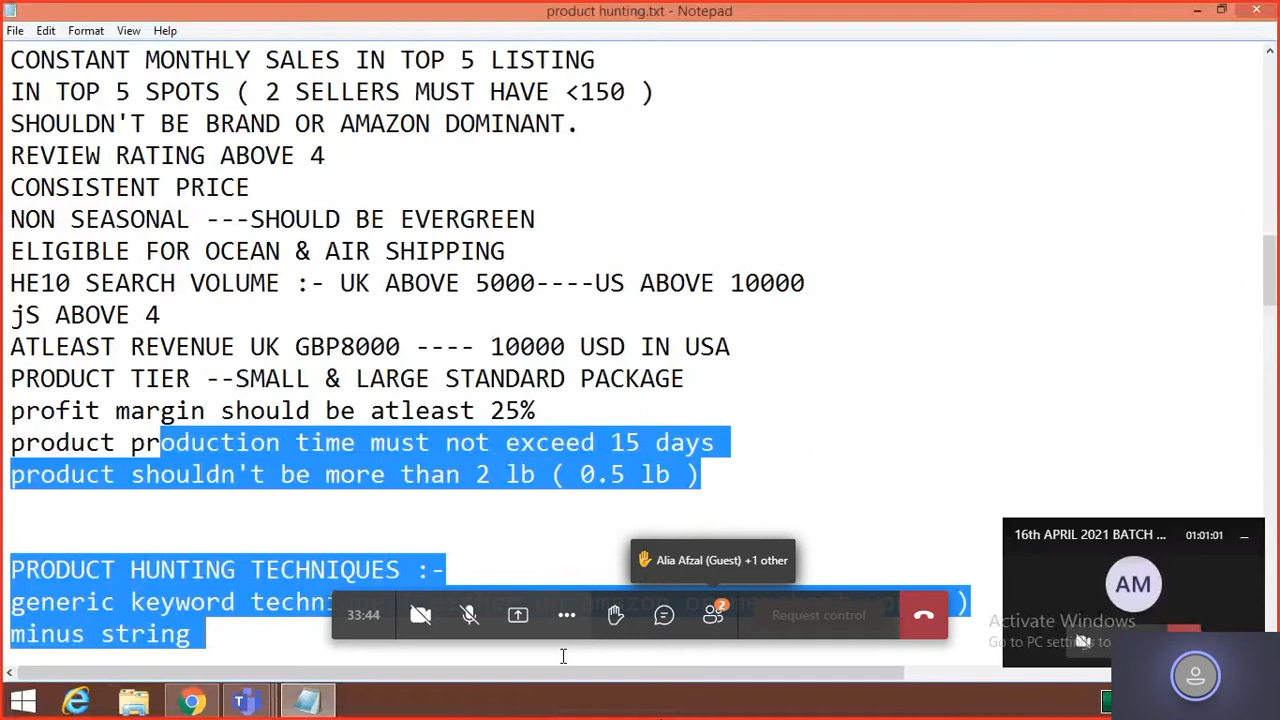 product hunting.txt - Notepad
File Edit Format View Help
CONSTANT MONTHLY SALES IN TOP 5 LISTING
IN TOP 5 SPOTS ( 2 SELLERS MUST HAVE <150 )
SHOULDN'T BE BRAND OR AMAZON DOMINANT.
REVIEW RATING ABOVE 4
CONSISTENT PRICE
NON SEASONAL ---SHOULD BE EVERGREEN
ELIGIBLE FOR OCEAN & AIR SHIPPING
HE10 SEARCH VOLUME :- UK ABOVE 5000----US ABOVE 10000
jS ABOVE 4
ATLEAST REVENUE UK GBP8000 ---- 10000 USD IN USA
PRODUCT TIER --SMALL & LARGE STANDARD PACKAGE
profit margin should be atleast 25%
product production time must not exceed 15 days
product shouldn't be more than 2 lb ( 0.5 lb )
16th APRIL 2021 BATCH ... 01:01:01
Alia Afzal (Guest) +1 other
PRODUCT HUNTING TECHNIQUES :-
AM
generic keyword )
33:44 2 Request control
minus string
Activate Windows
Go to PC settings to